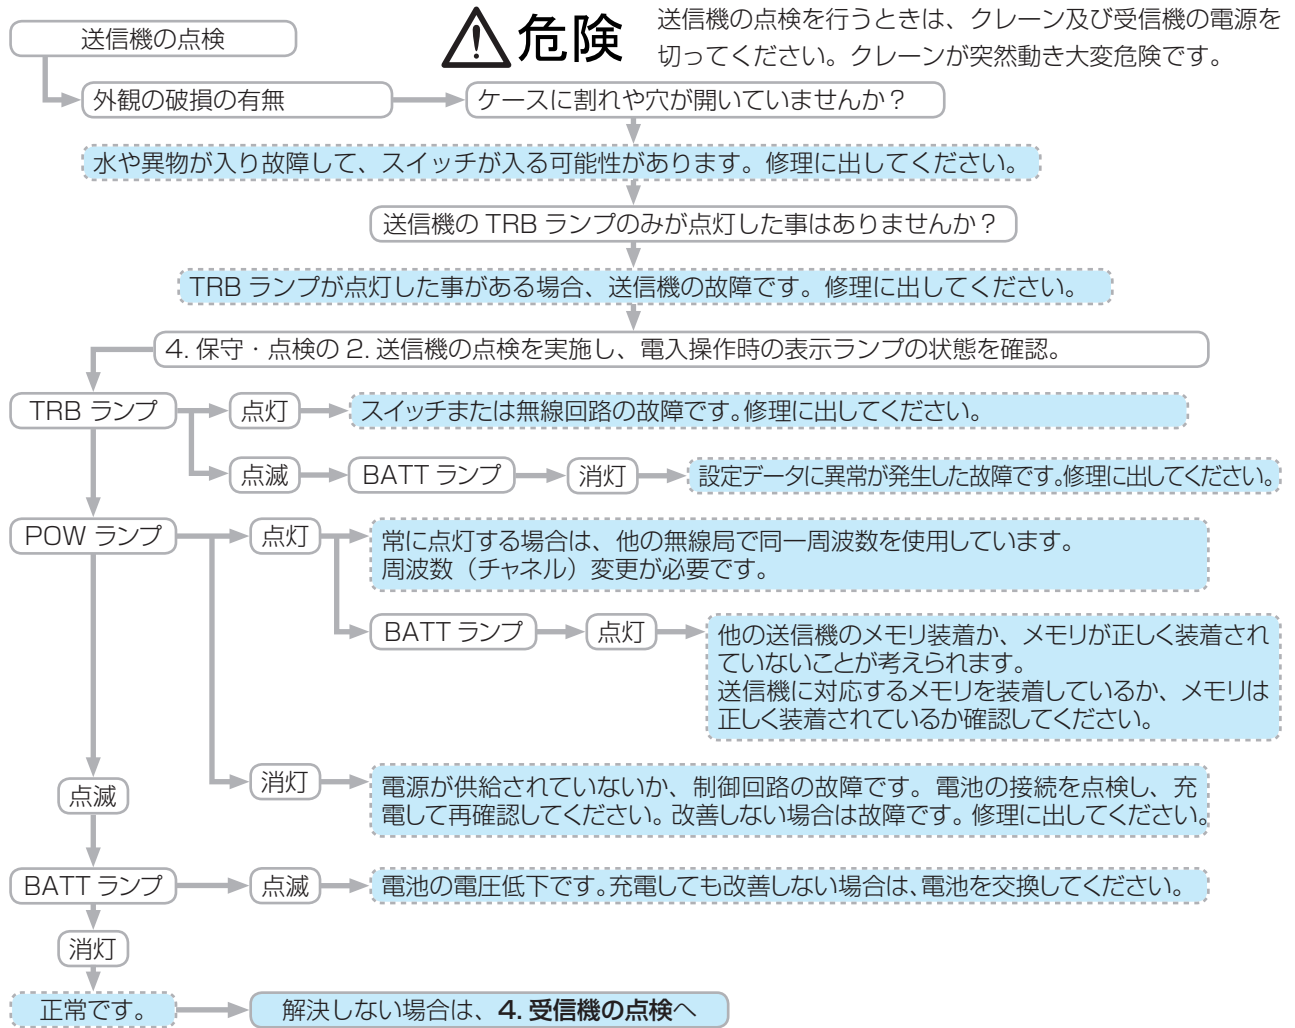 送信機の点検
危険
送信機の点検を行うときは、クレーン及び受信機の電源を
切ってください。クレーンが突然動き大変危険です。
外観の破損の有無
ケースに割れや穴が開いていませんか？
水や異物が入り故障して、スイッチが入る可能性があります。修理に出してください。
送信機の TRB ランプのみが点灯した事はありませんか？
TRB ランプが点灯した事がある場合、送信機の故障です。修理に出してください。
4. 保守・点検の 2. 送信機の点検を実施し、電入操作時の表示ランプの状態を確認。
TRB ランプ
点灯
スイッチまたは無線回路の故障です。修理に出してください。
点滅
BATT ランプ
消灯
設定データに異常が発生した故障です。修理に出してください。
POW ランプ
点灯
常に点灯する場合は、他の無線局で同一周波数を使用しています。
周波数（チャネル）変更が必要です。
BATT ランプ
点灯
他の送信機のメモリ装着か、メモリが正しく装着され
ていないことが考えられます。
送信機に対応するメモリを装着しているか、メモリは
正しく装着されているか確認してください。
点滅
消灯
電源が供給されていないか、制御回路の故障です。電池の接続を点検し、充
電して再確認してください。改善しない場合は故障です。修理に出してください。
BATT ランプ
点滅
電池の電圧低下です。充電しても改善しない場合は、電池を交換してください。
消灯
正常です。
解決しない場合は、4. 受信機の点検へ